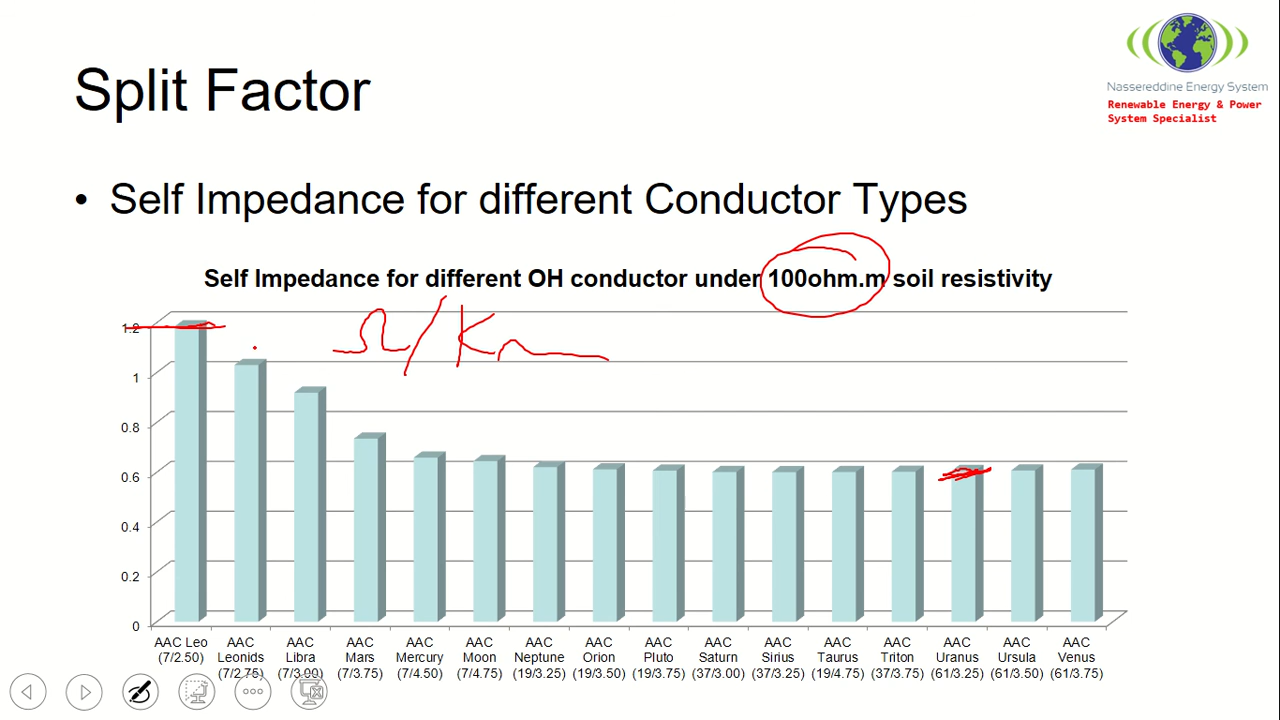 Nassereddine Energy System
Renewable Energy & Power
System Specialist
Split Factor
• Self Impedance for different Conductor Types
Self Impedance for different OH conductor under 100ohm.m soil resistivity
Ω/Km
1.2
1
0.8
0.6
0.4
0.2
0
AAC Leo (7/2.50)
AAC Leonids (7/2.75)
AAC Libra (7/3.00)
AAC Mars (7/3.75)
AAC Mercury (7/4.50)
AAC Moon (7/4.75)
AAC Neptune (19/3.25)
AAC Orion (19/3.50)
AAC Pluto (19/3.75)
AAC Saturn (37/3.00)
AAC Sirius (37/3.25)
AAC Taurus (19/4.75)
AAC Triton (37/3.75)
AAC Uranus (61/3.25)
AAC Ursula (61/3.50)
AAC Venus (61/3.75)